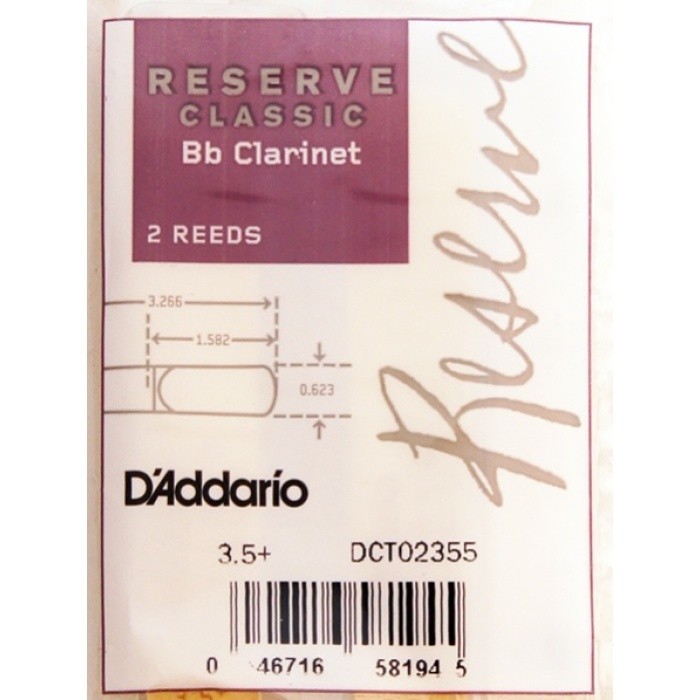 RESERVE
CLASSIC
Bb Clarinet
2 REEDS
Reserve
3.266
1.582
0.623
D'Addario
3.5+ DCT02355
0 46716 58194 5